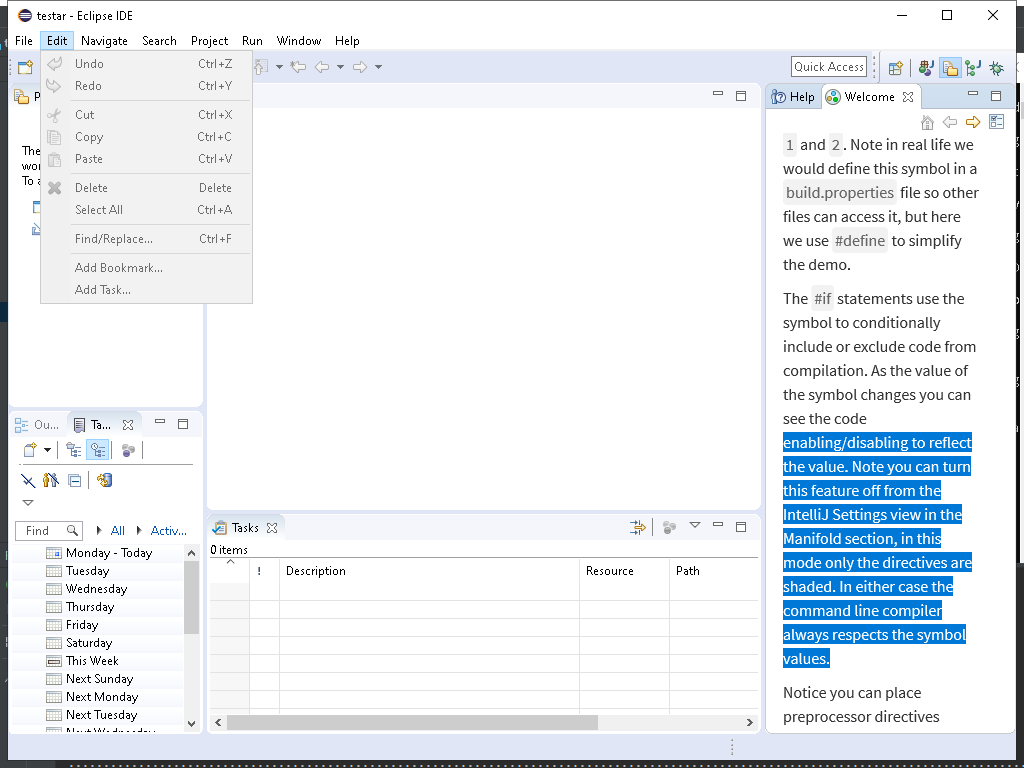 testar - Eclipse IDE
File Edit Navigate Search Project Run Window Help
Undo Ctrl+Z
Redo Ctrl+Y
Cut Ctrl+X
Copy Ctrl+C
Paste Ctrl+V
Delete Delete
Select All Ctrl+A
Find/Replace... Ctrl+F
Add Bookmark...
Add Task...
Quick Access
P
The
wor
To a
Help Welcome
1 and 2. Note in real life we
would define this symbol in a
build.properties file so other
files can access it, but here
we use #define to simplify
the demo.
The #if statements use the
symbol to conditionally
include or exclude code from
compilation. As the value of
the symbol changes you can
see the code
enabling/disabling to reflect
the value. Note you can turn
this feature off from the
IntelliJ Settings view in the
Manifold section, in this
mode only the directives are
shaded. In either case the
command line compiler
always respects the symbol
values.
Notice you can place
preprocessor directives
Ou... Ta...
Find All Activ...
Monday - Today
Tuesday
Wednesday
Thursday
Friday
Saturday
This Week
Next Sunday
Next Monday
Next Tuesday
Next Wednesday
Tasks
0 items
! Description Resource Path